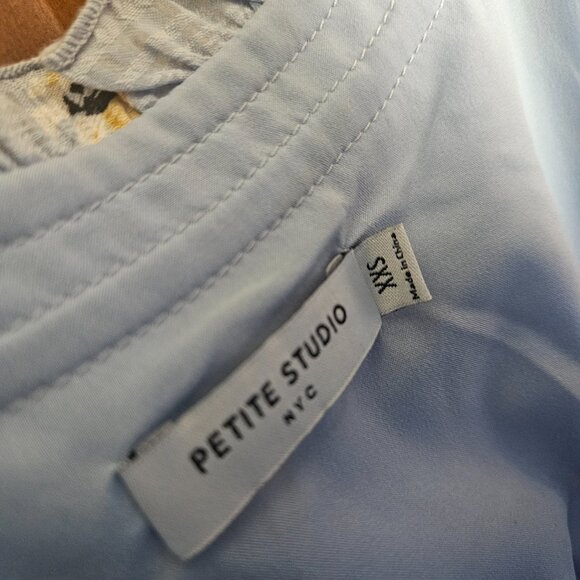 PETITE STUDIO
NYC
XXS
Made in China